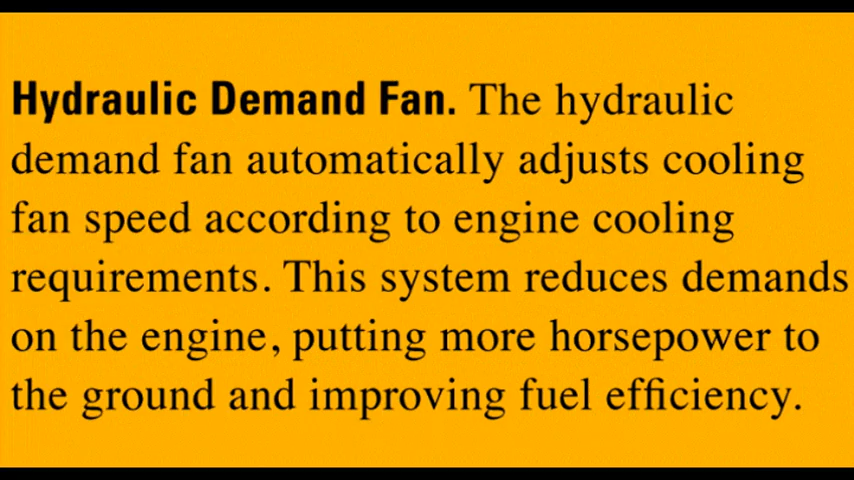 Hydraulic Demand Fan. The hydraulic
demand fan automatically adjusts cooling
fan speed according to engine cooling
requirements. This system reduces demands
on the engine, putting more horsepower to
the ground and improving fuel efficiency.